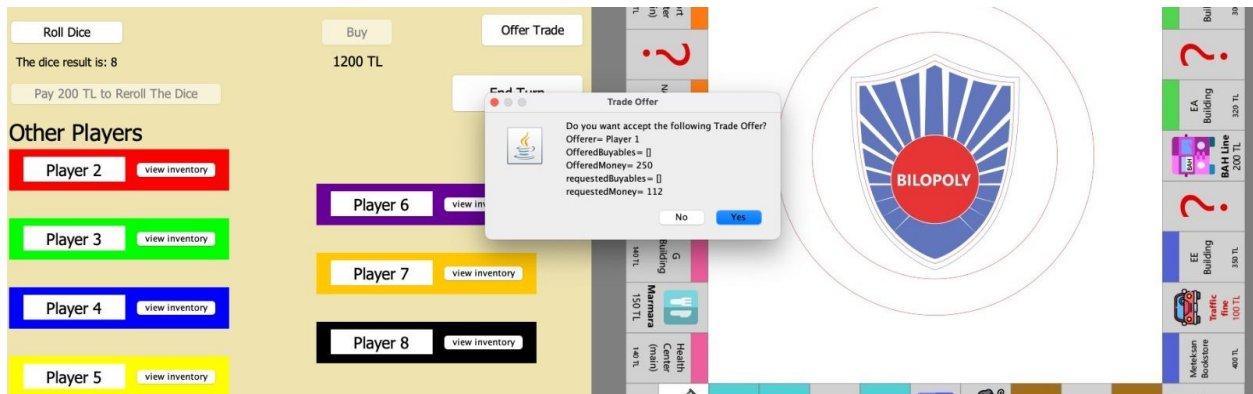 Roll Dice
The dice result is: 8
Pay 200 TL to Reroll The Dice
Buy
1200 TL
Offer Trade
End Turn
Other Players
Player 2
view inventory
Player 3
view inventory
Player 4
view inventory
Player 5
view inventory
Player 6
Player 7
view inventory
Player 8
view inventory
Trade Offer
Do you want accept the following Trade Offer?
Offerer= Player 1
OfferedBuyables= []
OfferedMoney= 250
requestedBuyables= []
requestedMoney= 112
No
Yes
?
G
Building
140 TL
Marmara
150 TL
Health
Center
(main)
140 TL
BILOPOLY
?
EA
Building
320 TL
BAH
BAH Line
200 TL
?
EE
Building
350 TL
Traffic
fine
100 TL
Meteksan
Bookstore
400 TL